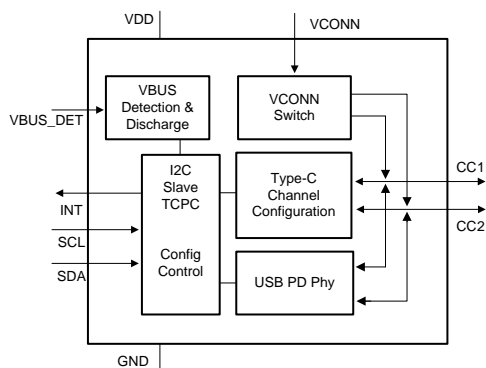 VDD
VCONN
VBUS
Detection &
Discharge
VBUS_DET
VCONN
Switch
I2C
Slave
TCPC
Config
Control
Type-C
Channel
Configuration
CC1
CC2
INT
SCL
SDA
USB PD Phy
GND